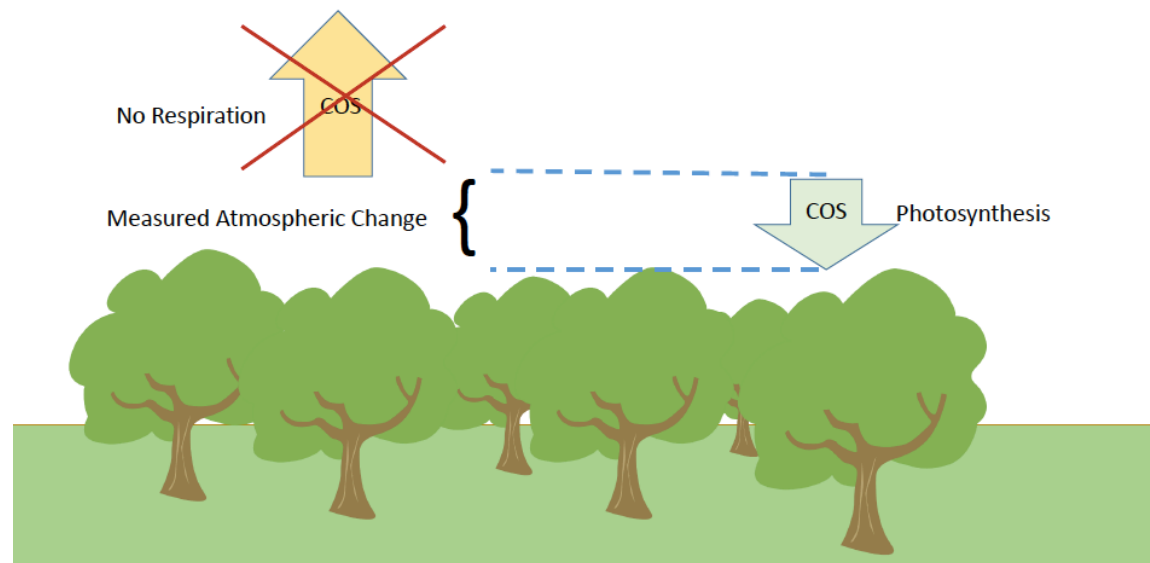 COS
No Respiration
Measured Atmospheric Change
COS
Photosynthesis